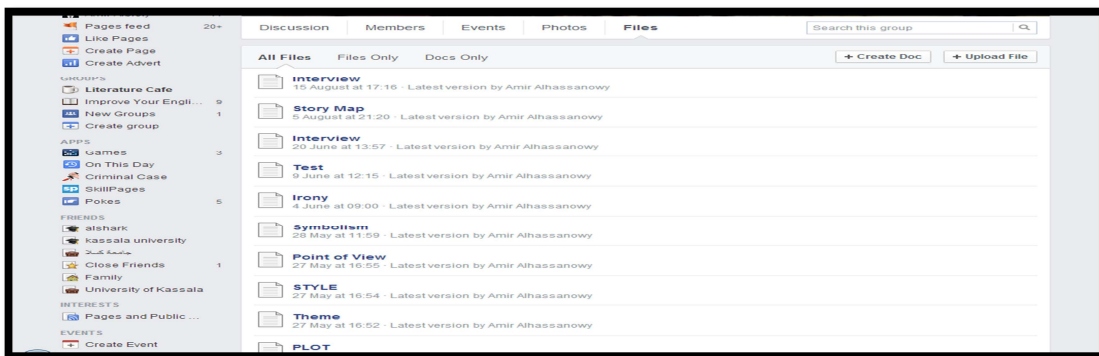 Pages feed 20+
Like Pages
Create Page
Create Advert
GROUPS
Literature Cafe
Improve Your Engli... 9
New Groups 1
Create group
APPS
Games 3
On This Day
Criminal Case
SkillPages
Pokes 5
FRIENDS
alshark
kassala university
جامعة كسلا
Close Friends 1
Family
University of Kassala
INTERESTS
Pages and Public ...
EVENTS
Create Event
Discussion Members Events Photos Files
Search this group
All Files Files Only Docs Only
+ Create Doc + Upload File
Interview
15 August at 17:16 · Latest version by Amir Alhassanowy
Story Map
5 August at 21:20 · Latest version by Amir Alhassanowy
Interview
20 June at 13:57 · Latest version by Amir Alhassanowy
Test
9 June at 12:15 · Latest version by Amir Alhassanowy
Irony
4 June at 09:00 · Latest version by Amir Alhassanowy
Symbolism
28 May at 11:59 · Latest version by Amir Alhassanowy
Point of View
27 May at 16:55 · Latest version by Amir Alhassanowy
STYLE
27 May at 16:54 · Latest version by Amir Alhassanowy
Theme
27 May at 16:52 · Latest version by Amir Alhassanowy
PLOT